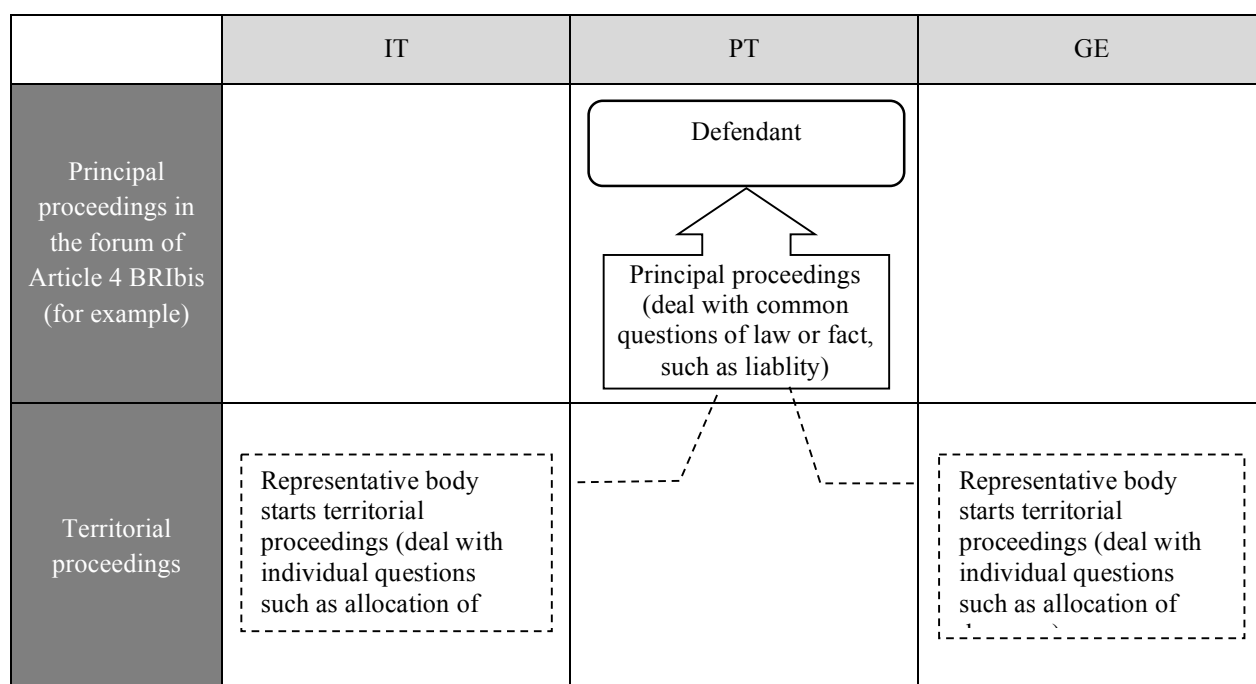 IT
PT
GE
Principal
proceedings in
the forum of
Article 4 BRIbis
(for example)
Defendant
Principal proceedings
(deal with common
questions of law or fact,
such as liablity)
Territorial
proceedings
Representative body
starts territorial
proceedings (deal with
individual questions
such as allocation of
Representative body
starts territorial
proceedings (deal with
individual questions
such as allocation of